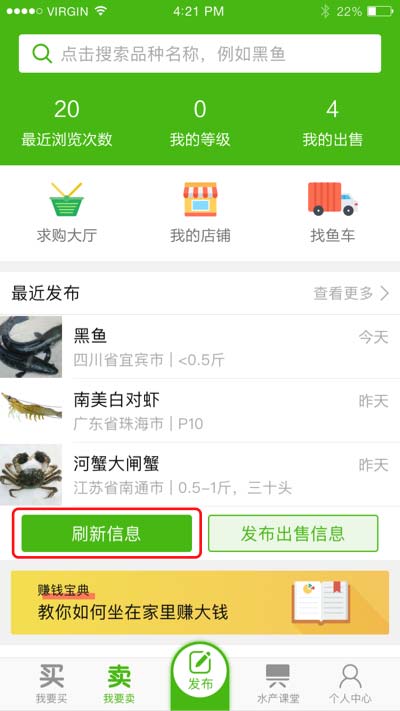 VIRGIN 4:21 PM 22%
点击搜索品种名称，例如黑鱼
20 0 4
最近浏览次数 我的等级 我的出售
求购大厅 我的店铺 找鱼车
最近发布 查看更多
黑鱼 今天
四川省宜宾市 | <0.5斤
南美白对虾 昨天
广东省珠海市 | P10
河蟹大闸蟹 昨天
江苏省南通市 | 0.5-1斤，三十头
刷新信息 发布出售信息
赚钱宝典
教你如何坐在家里赚大钱
买 卖
我要买 我要卖 发布 水产课堂 个人中心